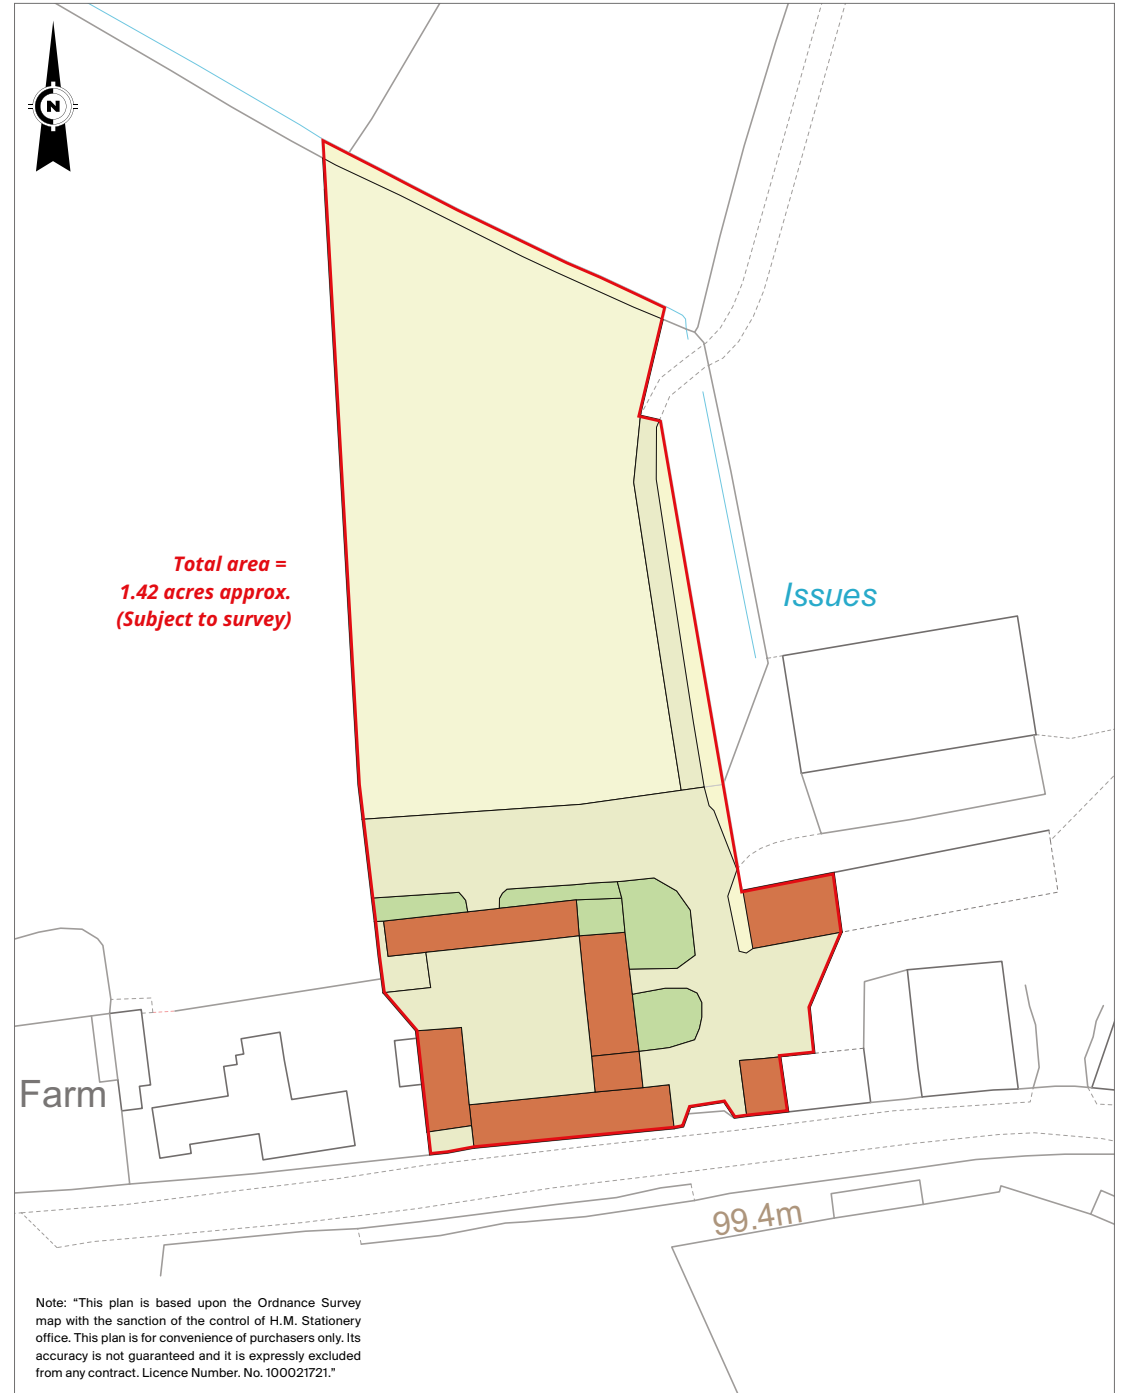 N
Total area =
1.42 acres approx.
(Subject to survey)
Issues
Farm
99.4m
Note: “This plan is based upon the Ordnance Survey
map with the sanction of the control of H.M. Stationery
office. This plan is for convenience of purchasers only. Its
accuracy is not guaranteed and it is expressly excluded
from any contract. Licence Number. No. 100021721.”